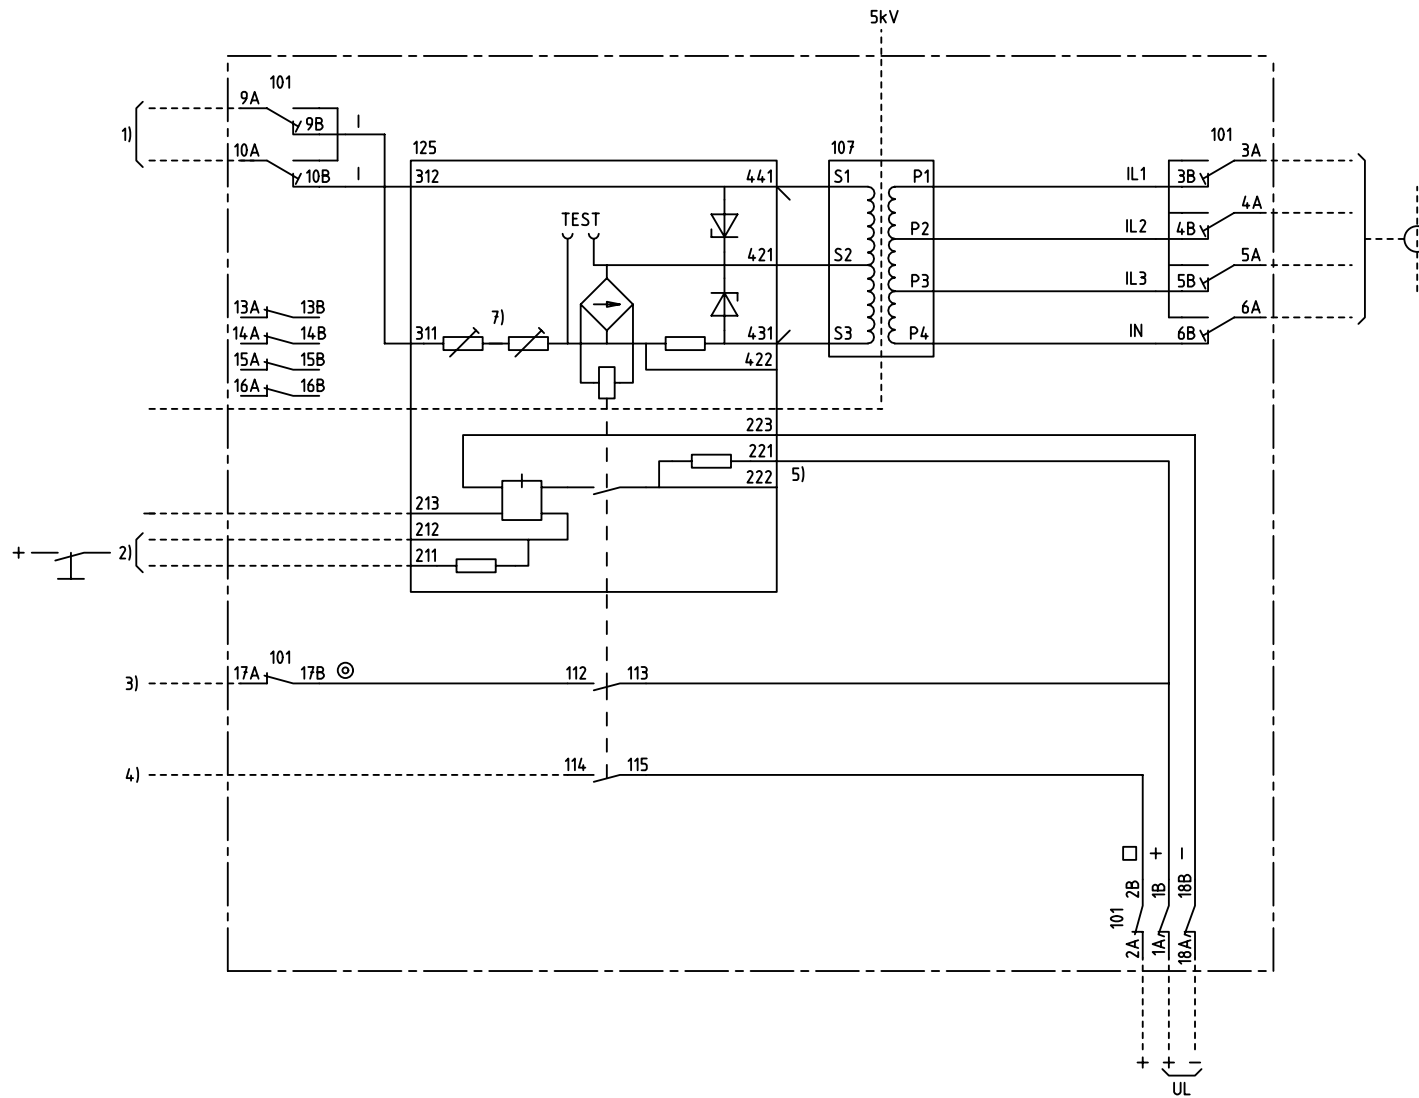 5kV
101
9A
9B I
1)
10A
10B I
101
3A
125
107
312
441
S1
P1
IL1
3B
4A
TEST
P2
IL2
4B
421
S2
5A
P3
IL3
5B
13A 13B
6A
7)
14A 14B
311
431
S3
P4
IN
6B
15A 15B
422
16A 16B
223
221
222
5)
213
212
+
2)
211
101
3)
17A 17B
112 113
4)
114 115
+ −
2B 1B 18B
101
2A 1A 18A
+ + −
UL